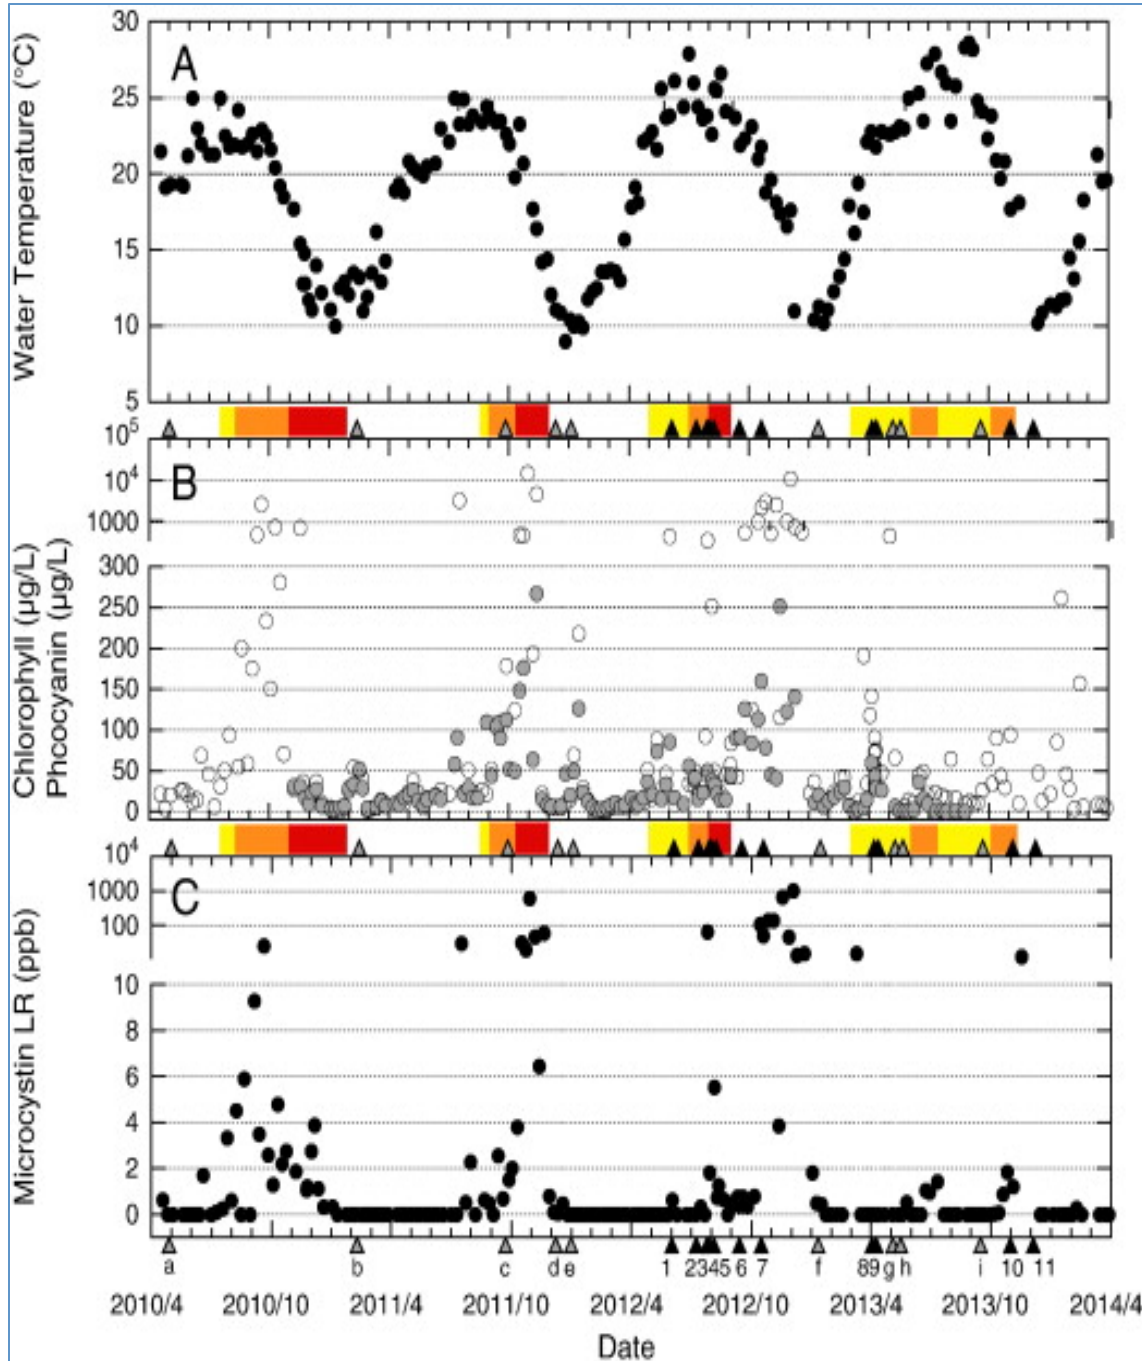 Water Temperature (°C)
A
30
25
20
15
10
5
Chlorophyll (µg/L)
Phcocyanin (µg/L)
B
10⁵
10⁴
1000
300
250
200
150
100
50
0
Microcystin LR (ppb)
C
10⁴
1000
100
10
8
6
4
2
0
a b c d e 1 2 3 4 5 6 7 f 8 9 g h i 10 11
2010/4 2010/10 2011/4 2011/10 2012/4 2012/10 2013/4 2013/10 2014/4
Date